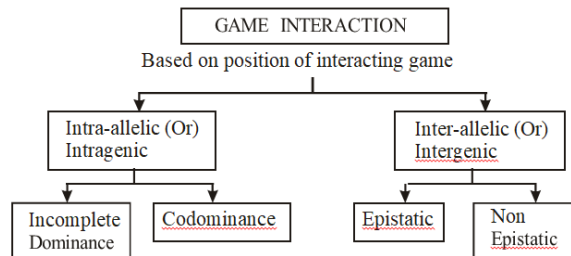 GAME INTERACTION
Based on position of interacting game
Intra-allelic (Or)
Intragenic
Inter-allelic (Or)
Intergenic
Incomplete
Dominance
Codominance
Epistatic
Non
Epistatic